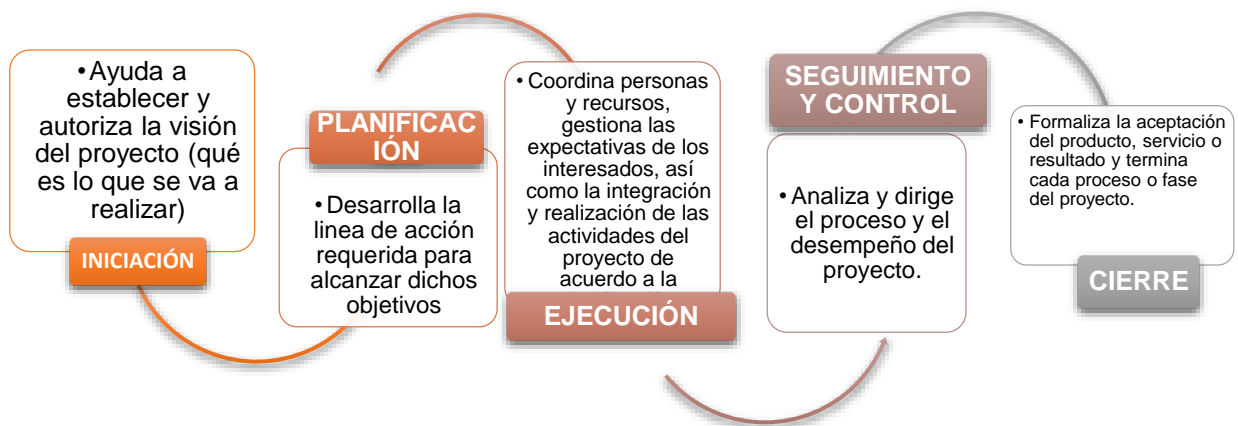 •Ayuda a
establecer y
autoriza la visión
del proyecto (qué
es lo que se va a
realizar)
INICIACIÓN
PLANIFICAC
IÓN
•Desarrolla la
linea de acción
requerida para
alcanzar dichos
objetivos
•Coordina personas
y recursos,
gestiona las
expectativas de los
interesados, así
como la integración
y realización de las
actividades del
proyecto de
acuerdo a la
EJECUCIÓN
SEGUIMIENTO
Y CONTROL
•Analiza y dirige
el proceso y el
desempeño del
proyecto.
•Formaliza la aceptación
del producto, servicio o
resultado y termina
cada proceso o fase
del proyecto.
CIERRE